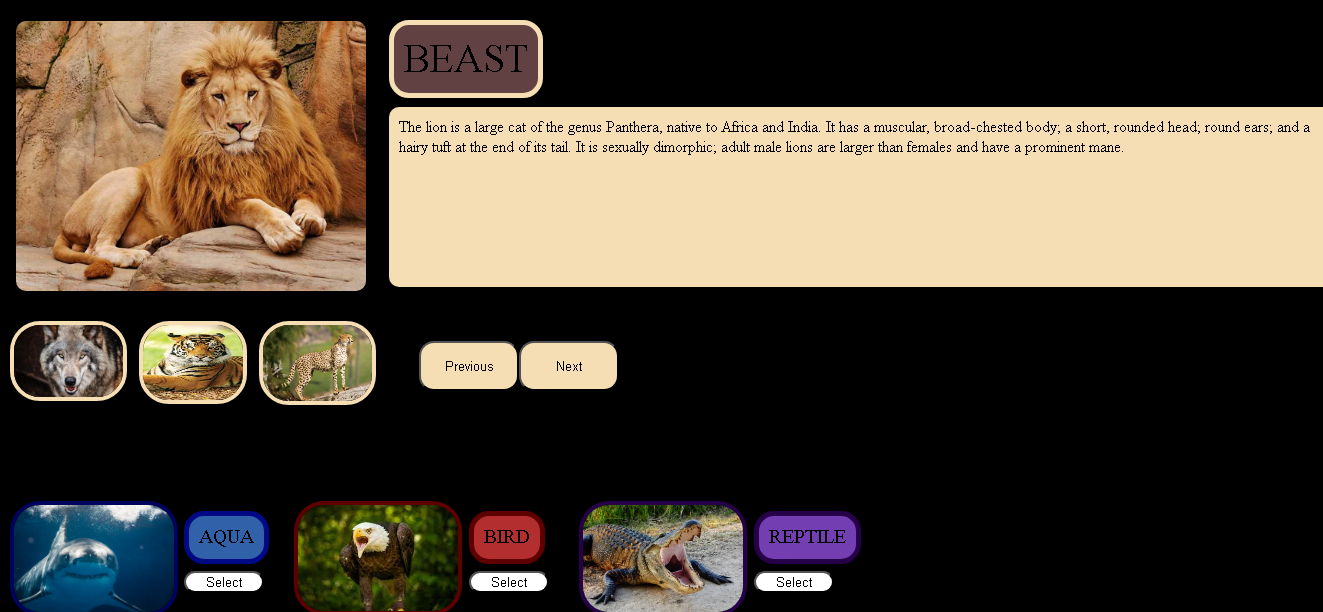 BEAST
The lion is a large cat of the genus Panthera, native to Africa and India. It has a muscular, broad-chested body; a short, rounded head; round ears; and a
hairy tuft at the end of its tail. It is sexually dimorphic; adult male lions are larger than females and have a prominent mane.
Previous
Next
AQUA
Select
BIRD
Select
REPTILE
Select